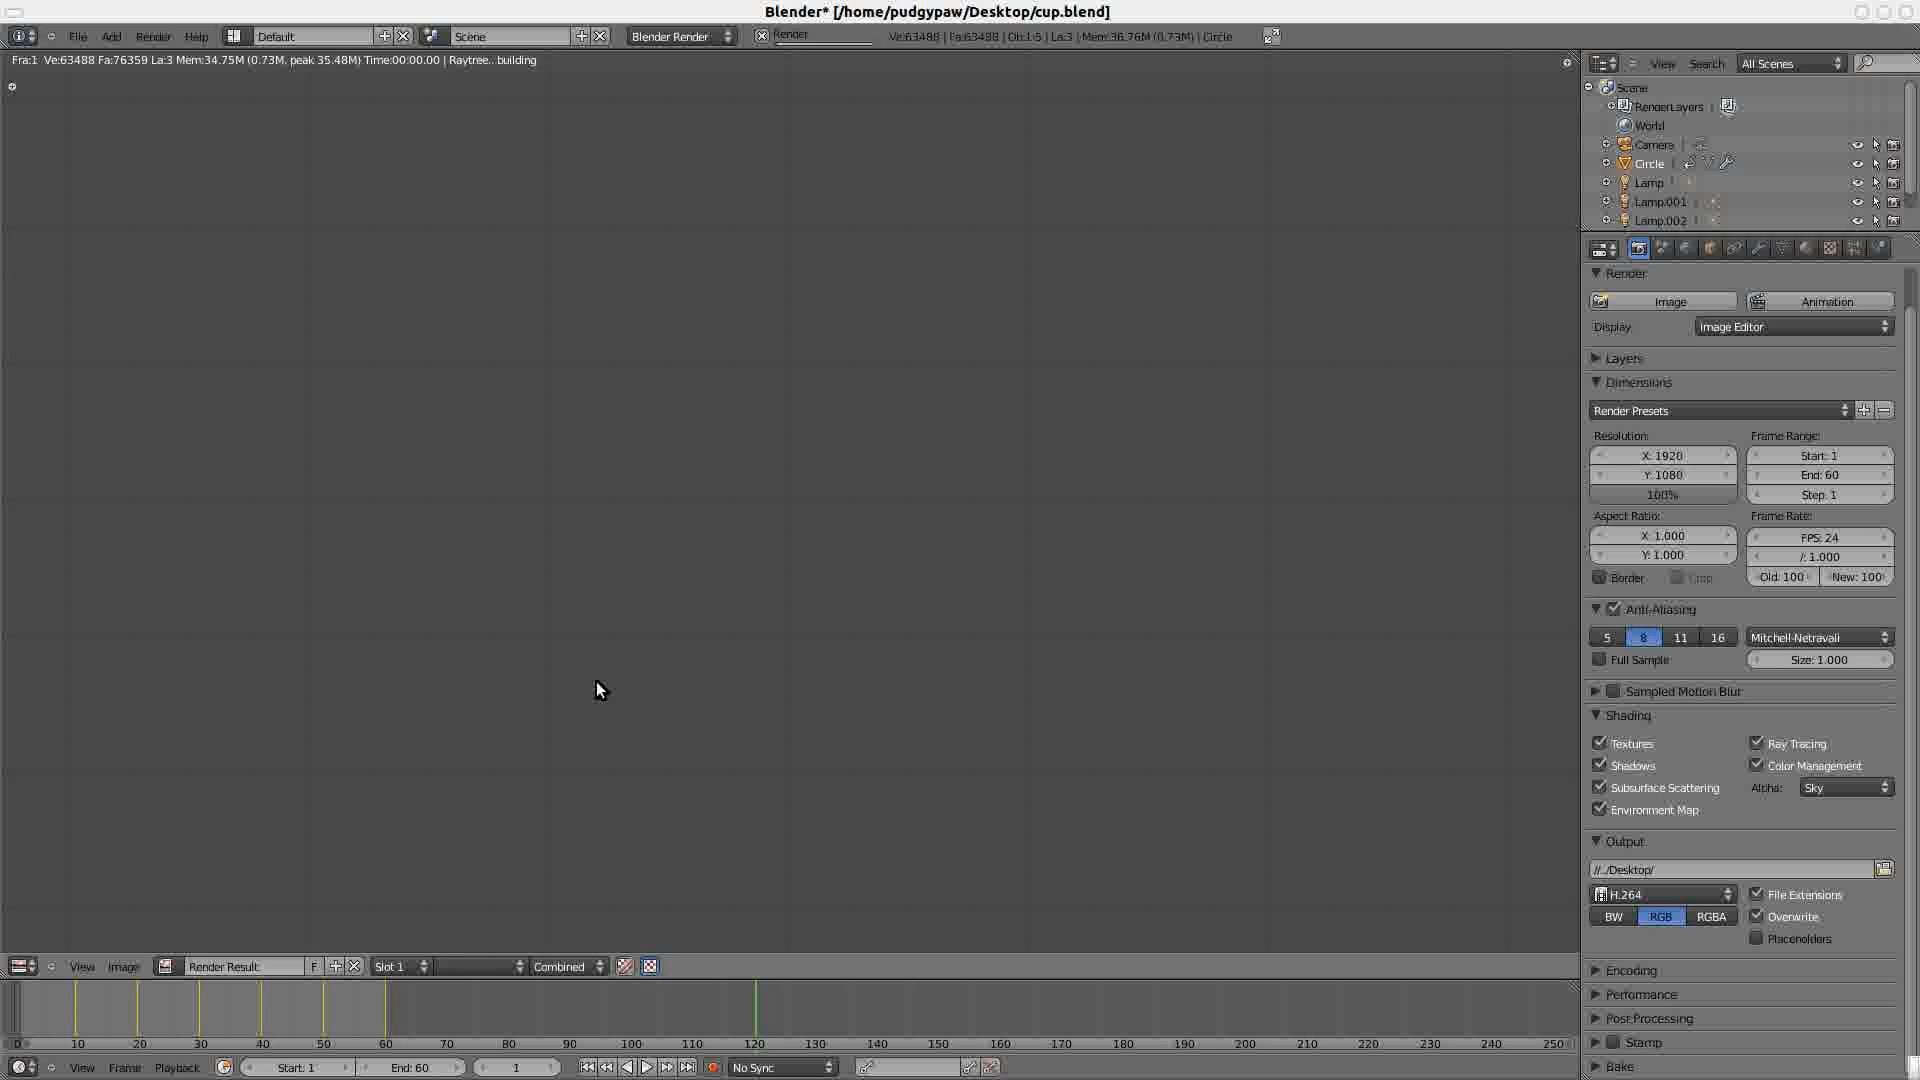 Blender* [/home/pudgypaw/Desktop/cup.blend]
File Add Render Help Default Scene Blender Render Render Ve:63488 | Fa:63488 | Ob:1-5 | La:3 | Mem:36.76M (0.73M) | Circle
Fra:1 Ve:63488 Fa:76359 La:3 Mem:34.75M (0.73M, peak 35.48M) Time:00:00.00 | Raytree.. building
View Search All Scenes
Scene
RenderLayers |
World
Camera |
Circle |
Lamp |
Lamp.001 |
Lamp.002 |
Render
Image Animation
Display: Image Editor
Layers
Dimensions
Render Presets
Resolution: Frame Range:
X: 1920 Start: 1
Y: 1080 End: 60
100% Step: 1
Aspect Ratio: Frame Rate:
X: 1.000 FPS: 24
Y: 1.000 /: 1.000
Border Crop Old: 100 New: 100
Anti-Aliasing
5 8 11 16 Mitchell-Netravali
Full Sample Size: 1.000
Sampled Motion Blur
Shading
Textures Ray Tracing
Shadows Color Management
Subsurface Scattering Alpha: Sky
Environment Map
Output
//../Desktop/
H.264 File Extensions
BW RGB RGBA Overwrite
Placeholders
Encoding
Performance
Post Processing
Stamp
Bake
View Image Render Result F Slot 1 Combined
0 10 20 30 40 50 60 70 80 90 100 110 120 130 140 150 160 170 180 190 200 210 220 230 240 250
View Frame Playback Start: 1 End: 60 1 No Sync